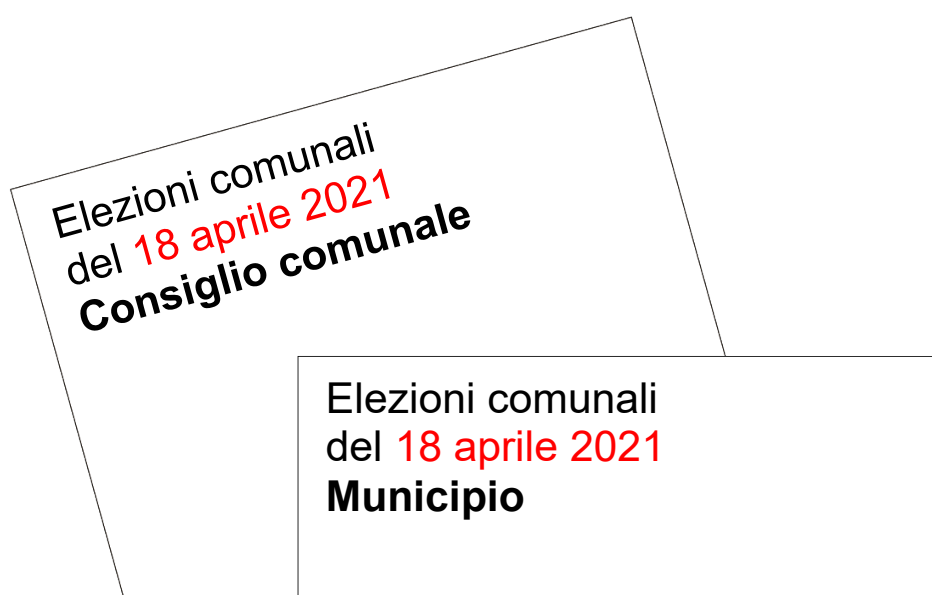 Elezioni comunali
del 18 aprile 2021
Consiglio comunale
Elezioni comunali
del 18 aprile 2021
Municipio